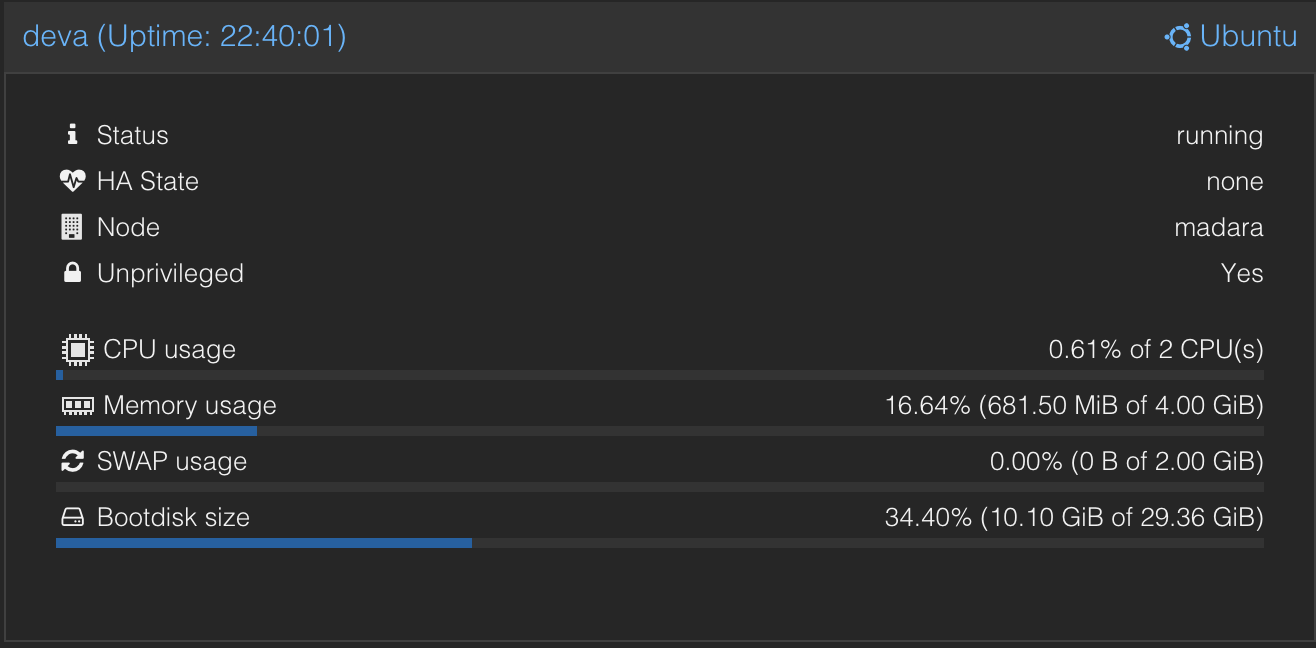 deva (Uptime: 22:40:01) Ubuntu
Status running
HA State none
Node madara
Unprivileged Yes
CPU usage 0.61% of 2 CPU(s)
Memory usage 16.64% (681.50 MiB of 4.00 GiB)
SWAP usage 0.00% (0 B of 2.00 GiB)
Bootdisk size 34.40% (10.10 GiB of 29.36 GiB)